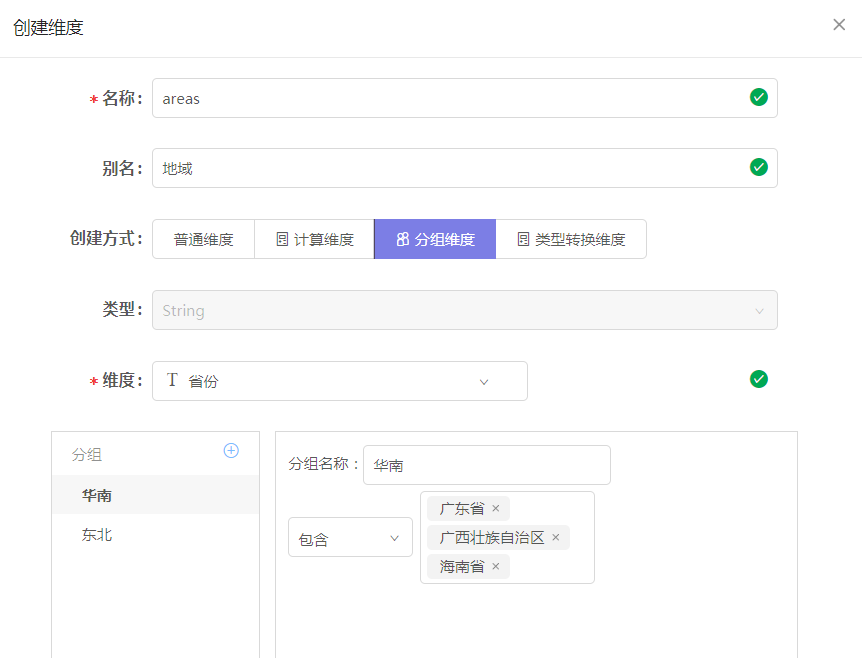 创建维度
* 名称： areas
别名： 地域
创建方式： 普通维度 计算维度 分组维度 类型转换维度
类型： String
* 维度： T 省份
分组
华南
东北
分组名称： 华南
包含
广东省 ×
广西壮族自治区 ×
海南省 ×